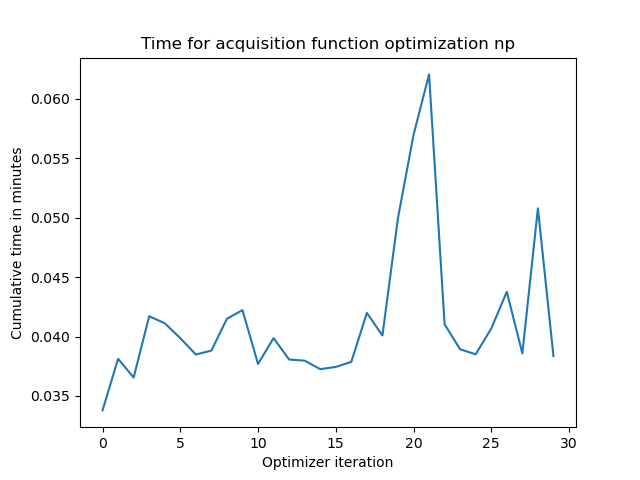 Time for acquisition function optimization np
Cumulative time in minutes
0.060
0.055
0.050
0.045
0.040
0.035
0 5 10 15 20 25 30
Optimizer iteration